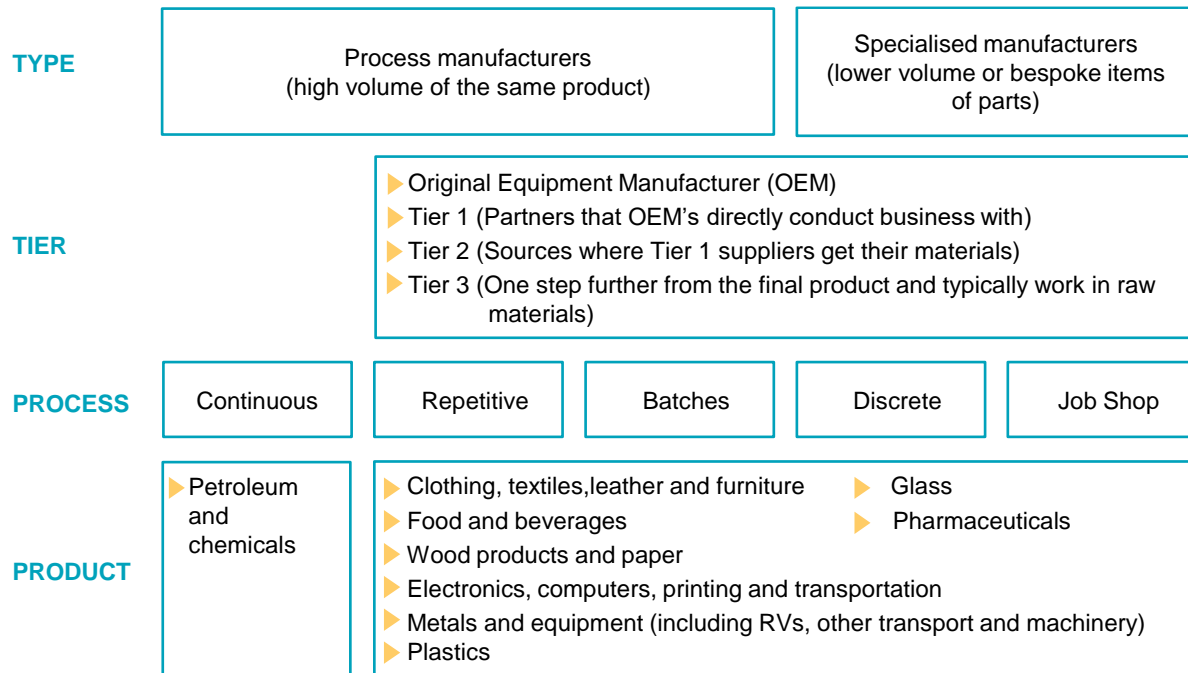 TYPE
Process manufacturers
(high volume of the same product)
Specialised manufacturers
(lower volume or bespoke items
of parts)
TIER
Original Equipment Manufacturer (OEM)
Tier 1 (Partners that OEM's directly conduct business with)
Tier 2 (Sources where Tier 1 suppliers get their materials)
Tier 3 (One step further from the final product and typically work in raw
materials)
PROCESS
Continuous
Repetitive
Batches
Discrete
Job Shop
PRODUCT
Petroleum
and
chemicals
Clothing, textiles,leather and furniture
Food and beverages
Wood products and paper
Electronics, computers, printing and transportation
Metals and equipment (including RVs, other transport and machinery)
Plastics
Glass
Pharmaceuticals